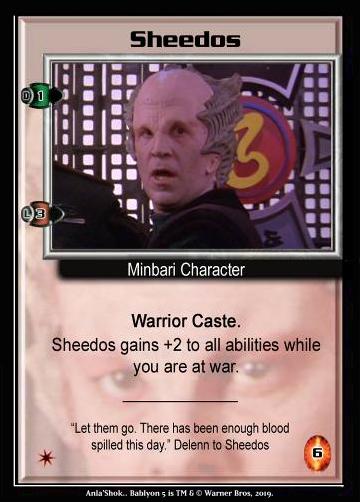 Sheedos
D 1
L 3
Minbari Character
Warrior Caste.
Sheedos gains +2 to all abilities while
you are at war.
“Let them go. There has been enough blood
spilled this day.” Delenn to Sheedos
6
Anla'Shok.. Bablyon 5 is TM & © Warner Bros, 2019.